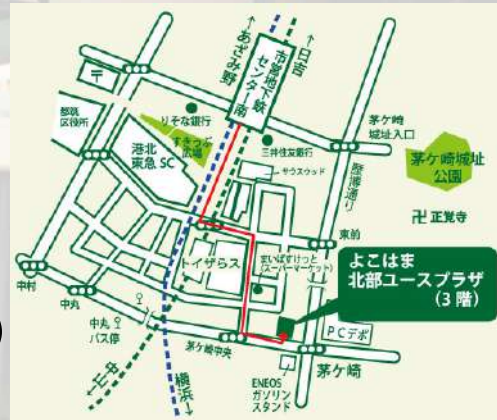 ←あざみ野
日吉→
市営地下鉄
センター南
〒
都筑
区役所
りそな銀行
すきっぷ
広場
港北
東急SC
三井住友銀行
サウスウッド
茅ケ崎
城址入口
歴博通り
茅ケ崎城址
公園
卍 正覚寺
東前
トイザらス
まいばすけっと
(スーパーマーケット)
よこはま
北部ユースプラザ
(3階)
中村
中丸
中丸
バス停
茅ケ崎中央
PCデポ
茅ケ崎
ENEOS
ガソリン
スタンド
←中山
横浜→